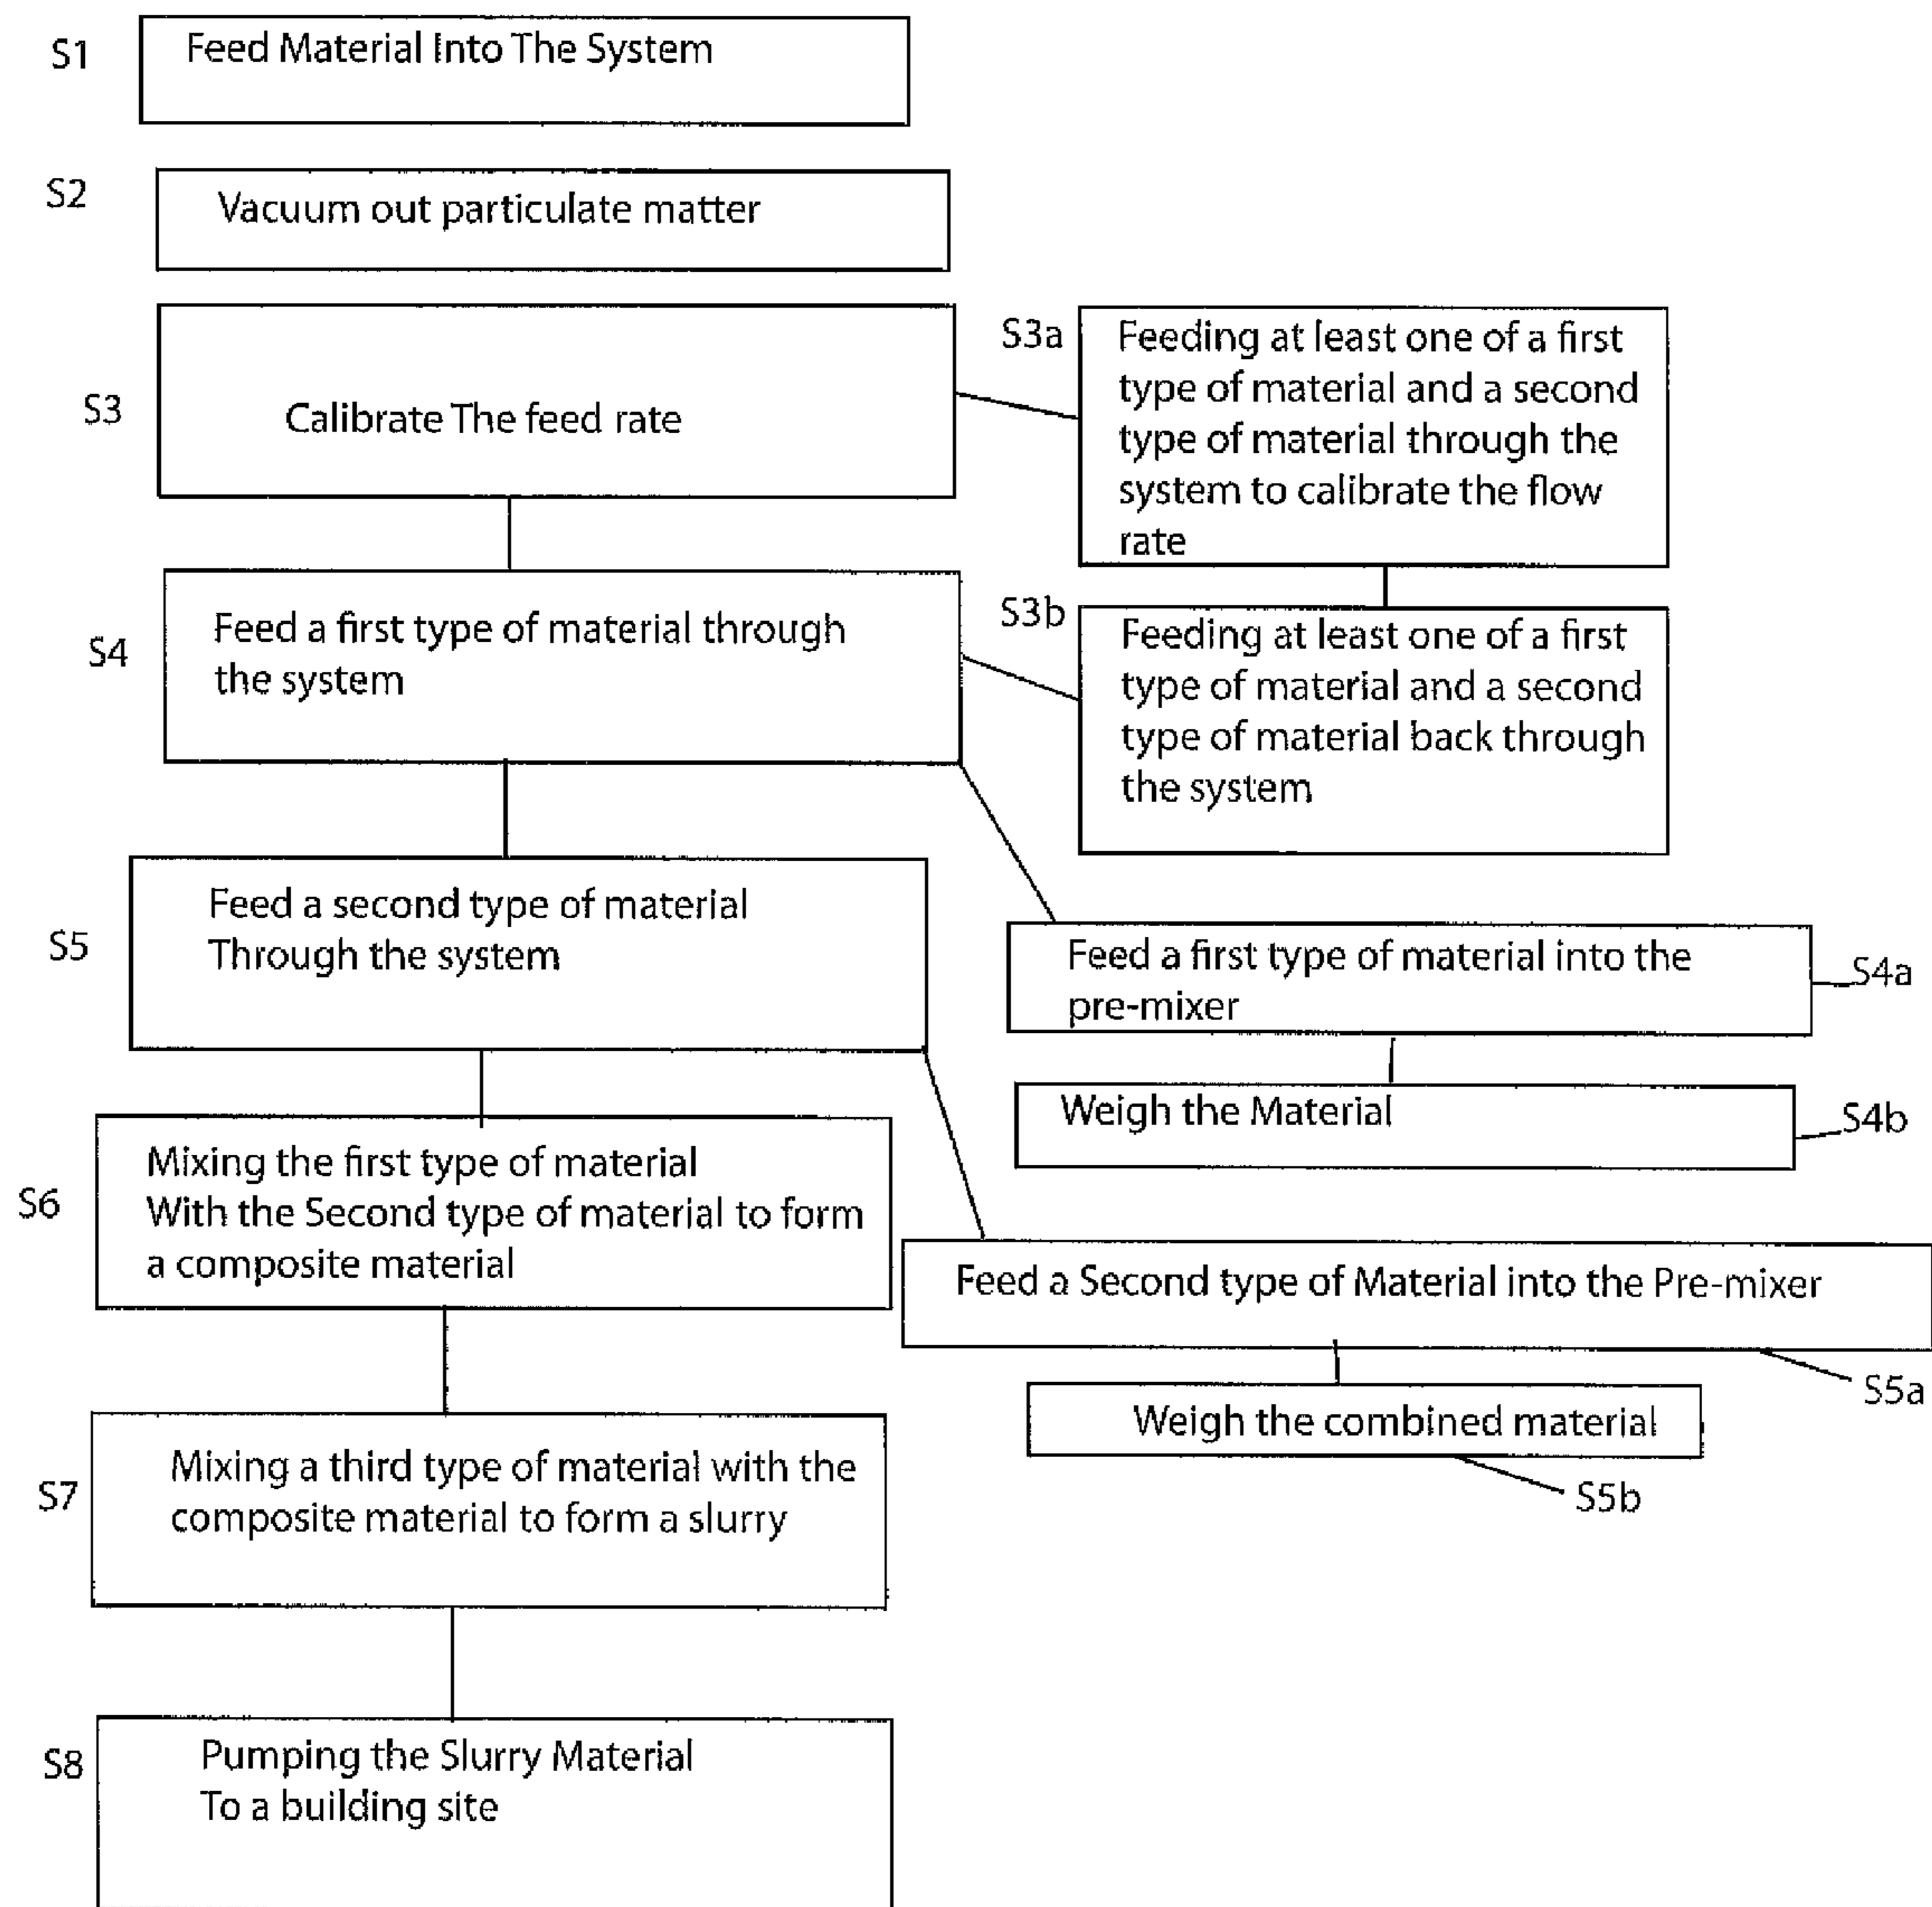 S1
Feed Material Into The System
S2
Vacuum out particulate matter
S3
Calibrate The feed rate
S3a
Feeding at least one of a first
type of material and a second
type of material through the
system to calibrate the flow
rate
S3b
Feeding at least one of a first
type of material and a second
type of material back through
the system
S4
Feed a first type of material through
the system
S4a
Feed a first type of material into the
pre-mixer
S4b
Weigh the Material
S5
Feed a second type of material
Through the system
S5a
Feed a Second type of Material into the Pre-mixer
S5b
Weigh the combined material
S6
Mixing the first type of material
With the Second type of material to form
a composite material
S7
Mixing a third type of material with the
composite material to form a slurry
S8
Pumping the Slurry Material
To a building site